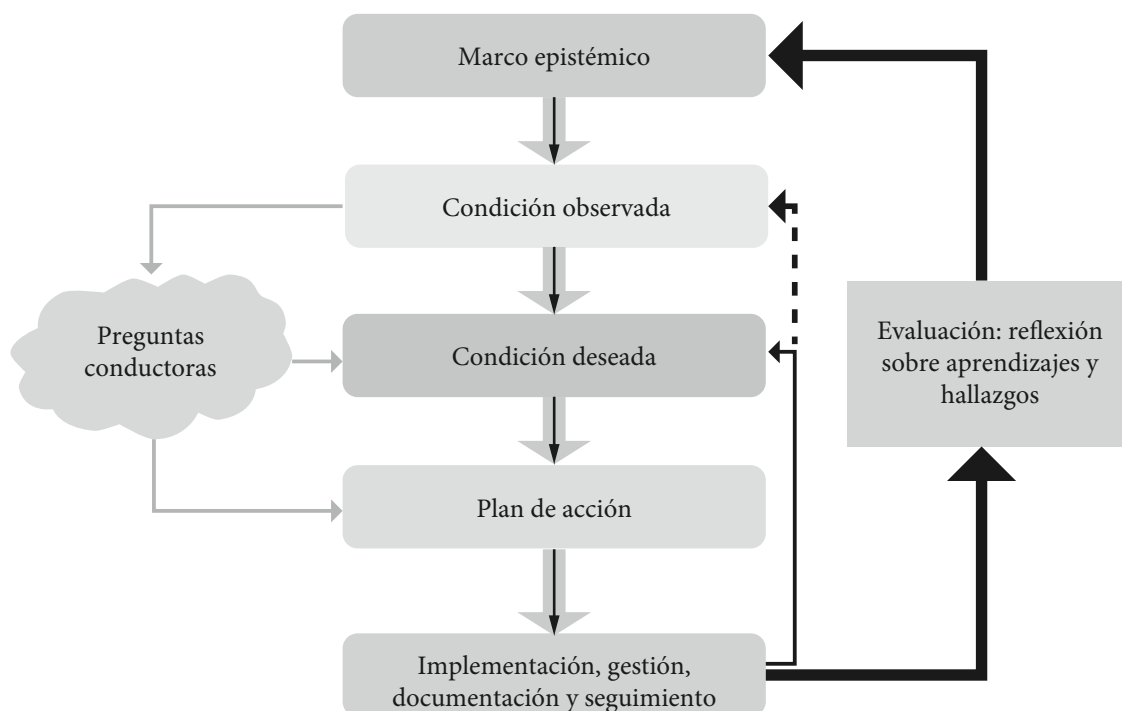 Marco epistémico
Condición observada
Preguntas
conductoras
Condición deseada
Evaluación: reflexión
sobre aprendizajes y
hallazgos
Plan de acción
Implementación, gestión,
documentación y seguimiento